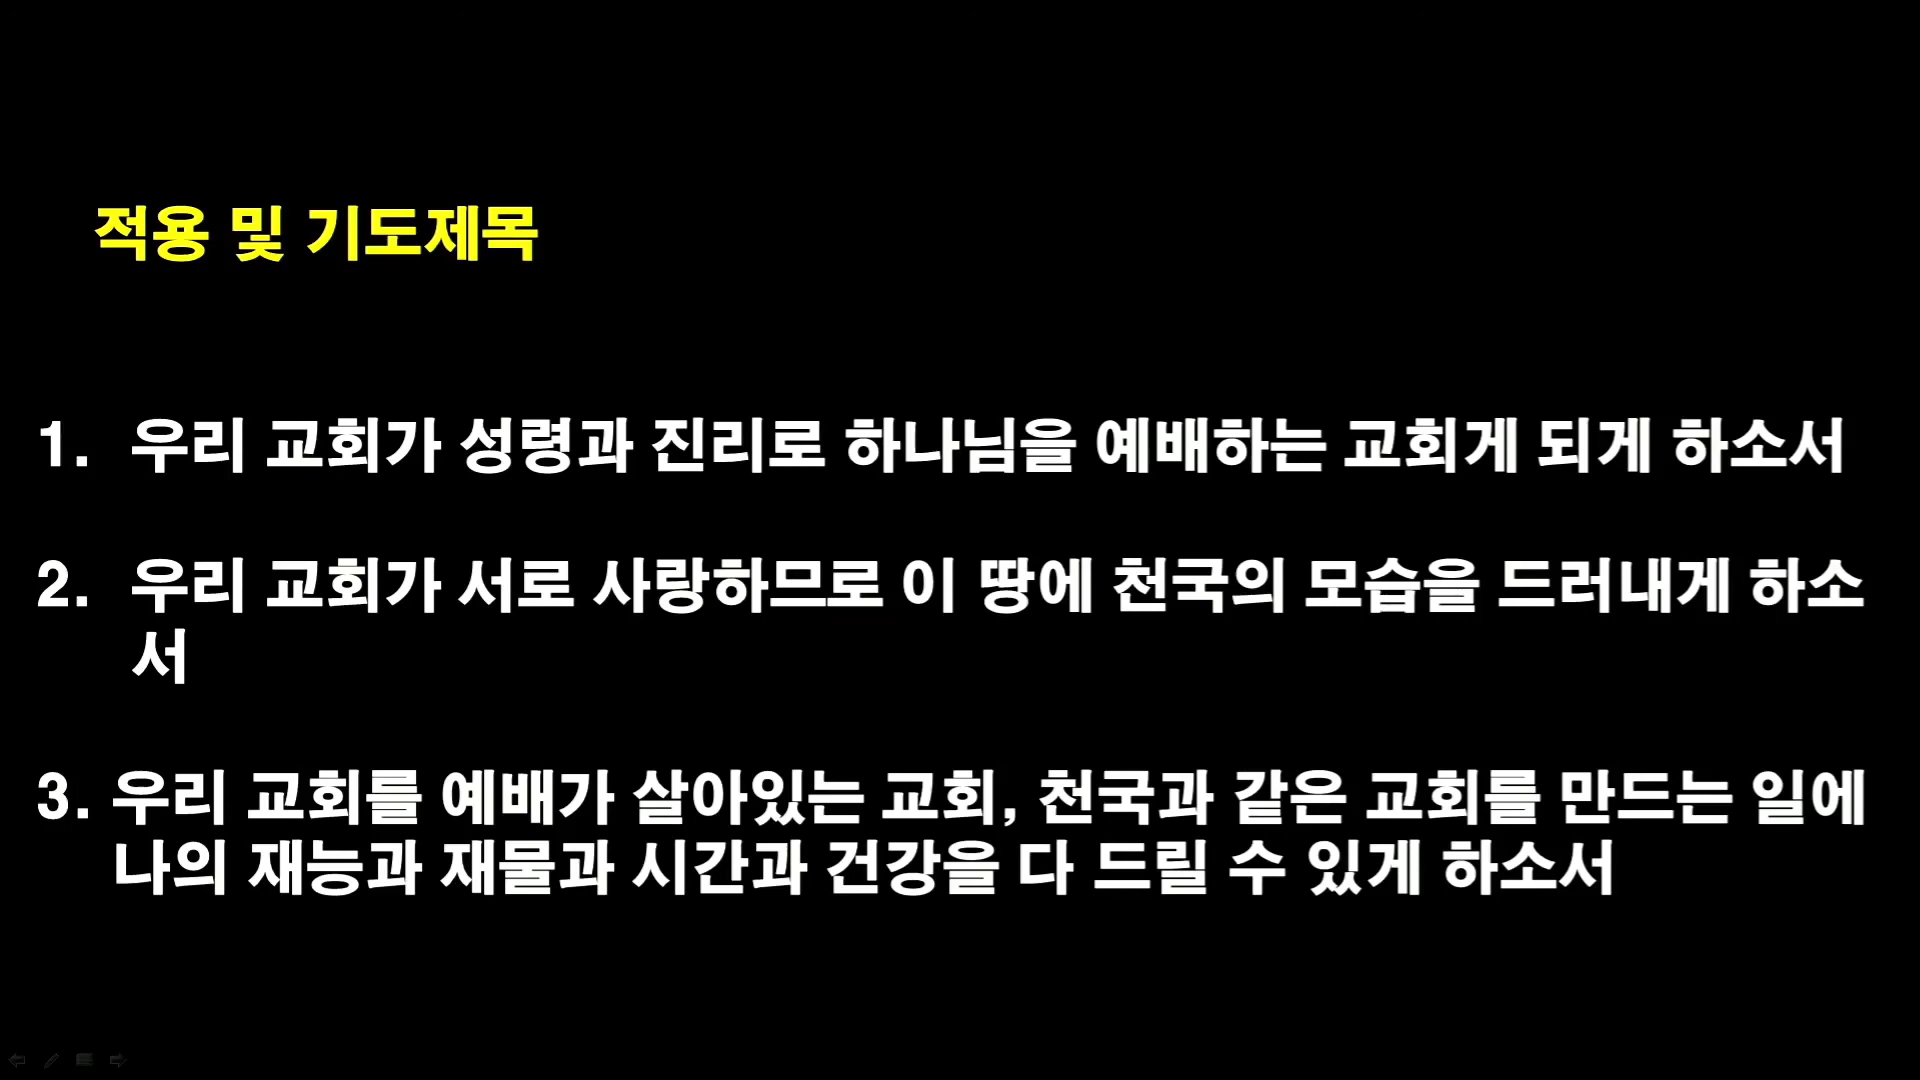 적용 및 기도제목
1. 우리 교회가 성령과 진리로 하나님을 예배하는 교회게 되게 하소서
2. 우리 교회가 서로 사랑하므로 이 땅에 천국의 모습을 드러내게 하소
서
3. 우리 교회를 예배가 살아있는 교회, 천국과 같은 교회를 만드는 일에
나의 재능과 재물과 시간과 건강을 다 드릴 수 있게 하소서